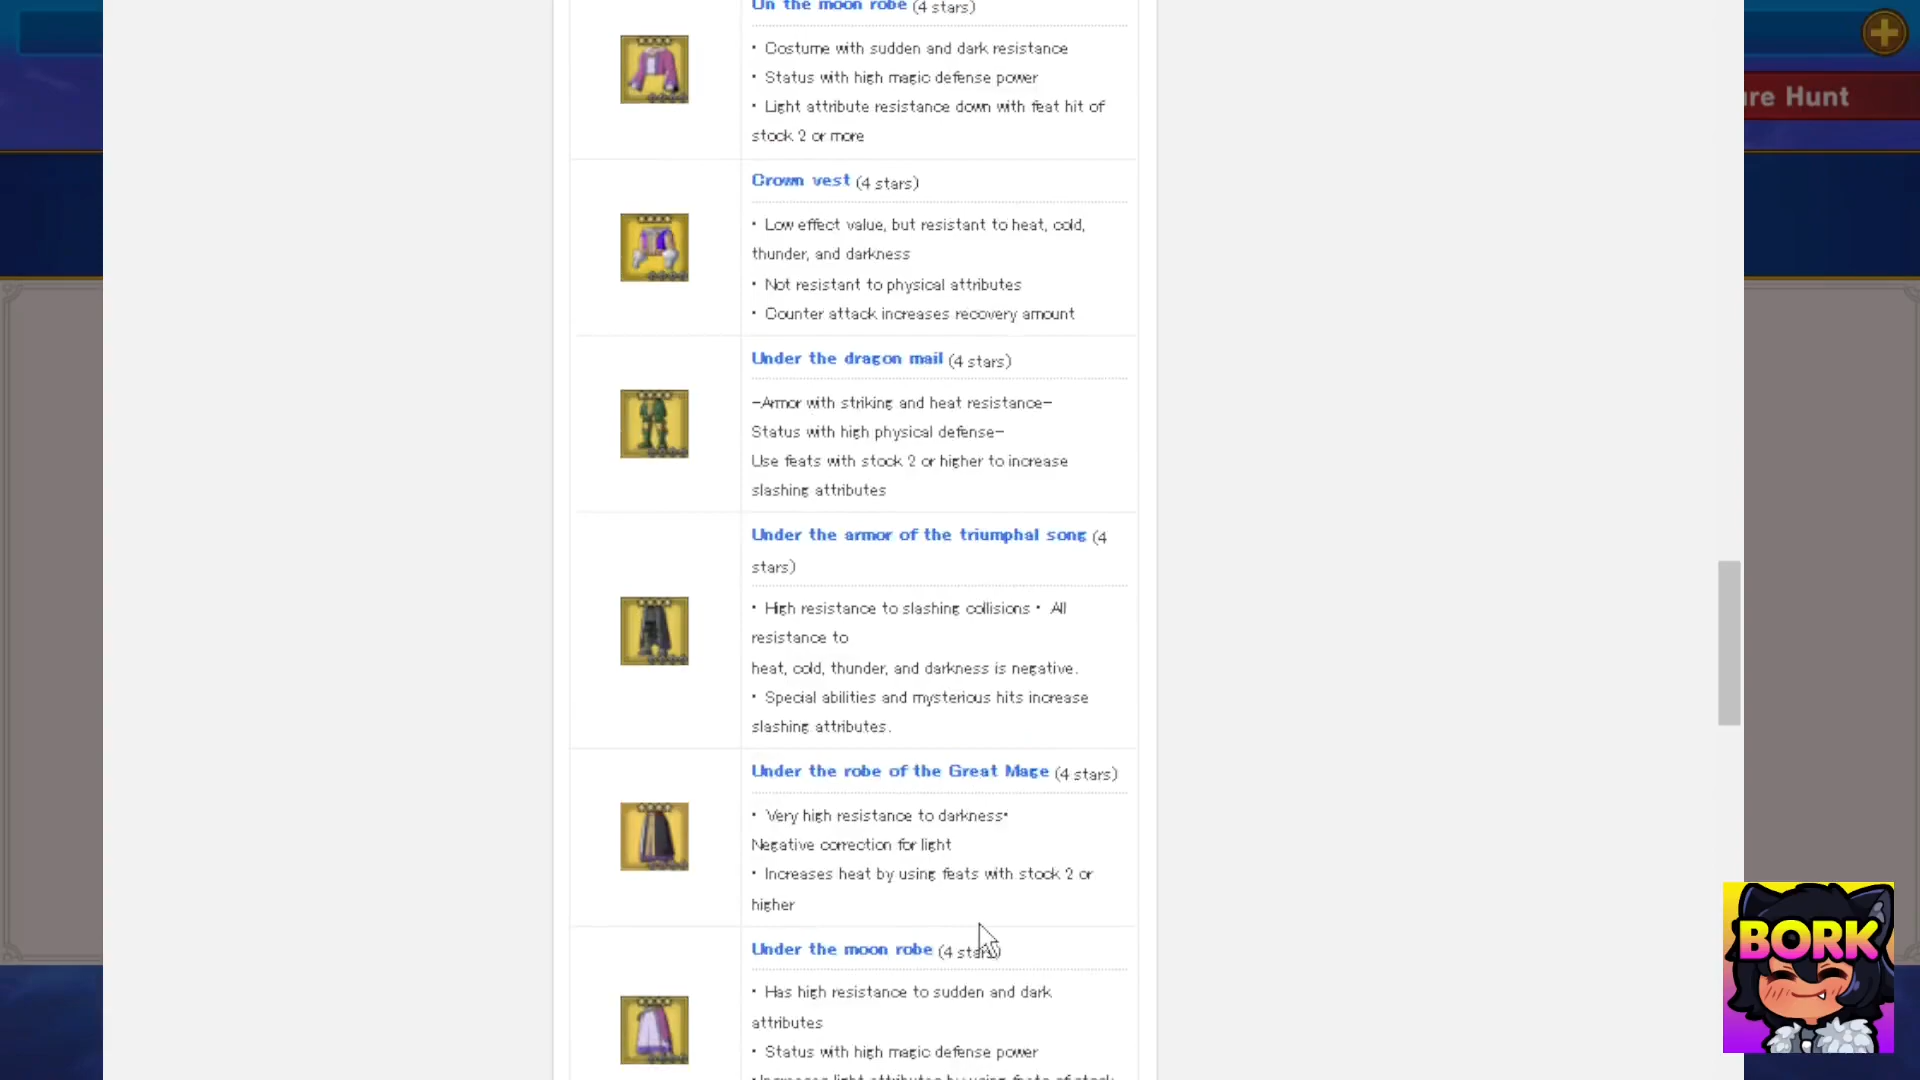 On the moon robe (4 stars)
• Costume with sudden and dark resistance
• Status with high magic defense power
• Light attribute resistance down with feat hit of
stock 2 or more
Crown vest (4 stars)
• Low effect value, but resistant to heat, cold,
thunder, and darkness
• Not resistant to physical attributes
• Counter attack increases recovery amount
Under the dragon mail (4 stars)
-Armor with striking and heat resistance-
Status with high physical defense-
Use feats with stock 2 or higher to increase
slashing attributes
Under the armor of the triumphal song (4
stars)
• High resistance to slashing collisions • All
resistance to
heat, cold, thunder, and darkness is negative.
• Special abilities and mysterious hits increase
slashing attributes.
Under the robe of the Great Mage (4 stars)
• Very high resistance to darkness•
Negative correction for light
• Increases heat by using feats with stock 2 or
higher
Under the moon robe (4 stars)
• Has high resistance to sudden and dark
attributes
• Status with high magic defense power
•Increases light attributes by using feats of stock
re Hunt
BORK